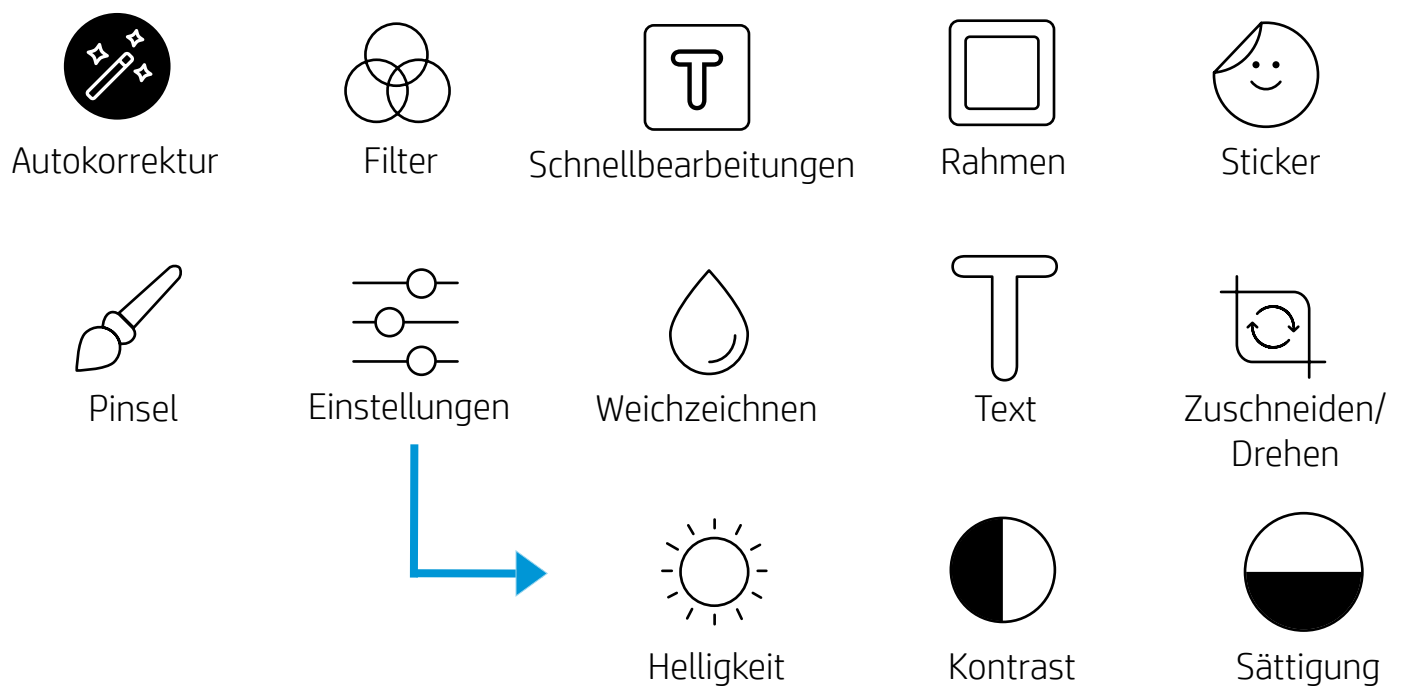 Autokorrektur
Filter
Schnellbearbeitungen
Rahmen
Sticker
Pinsel
Einstellungen
Weichzeichnen
Text
Zuschneiden/
Drehen
Helligkeit
Kontrast
Sättigung